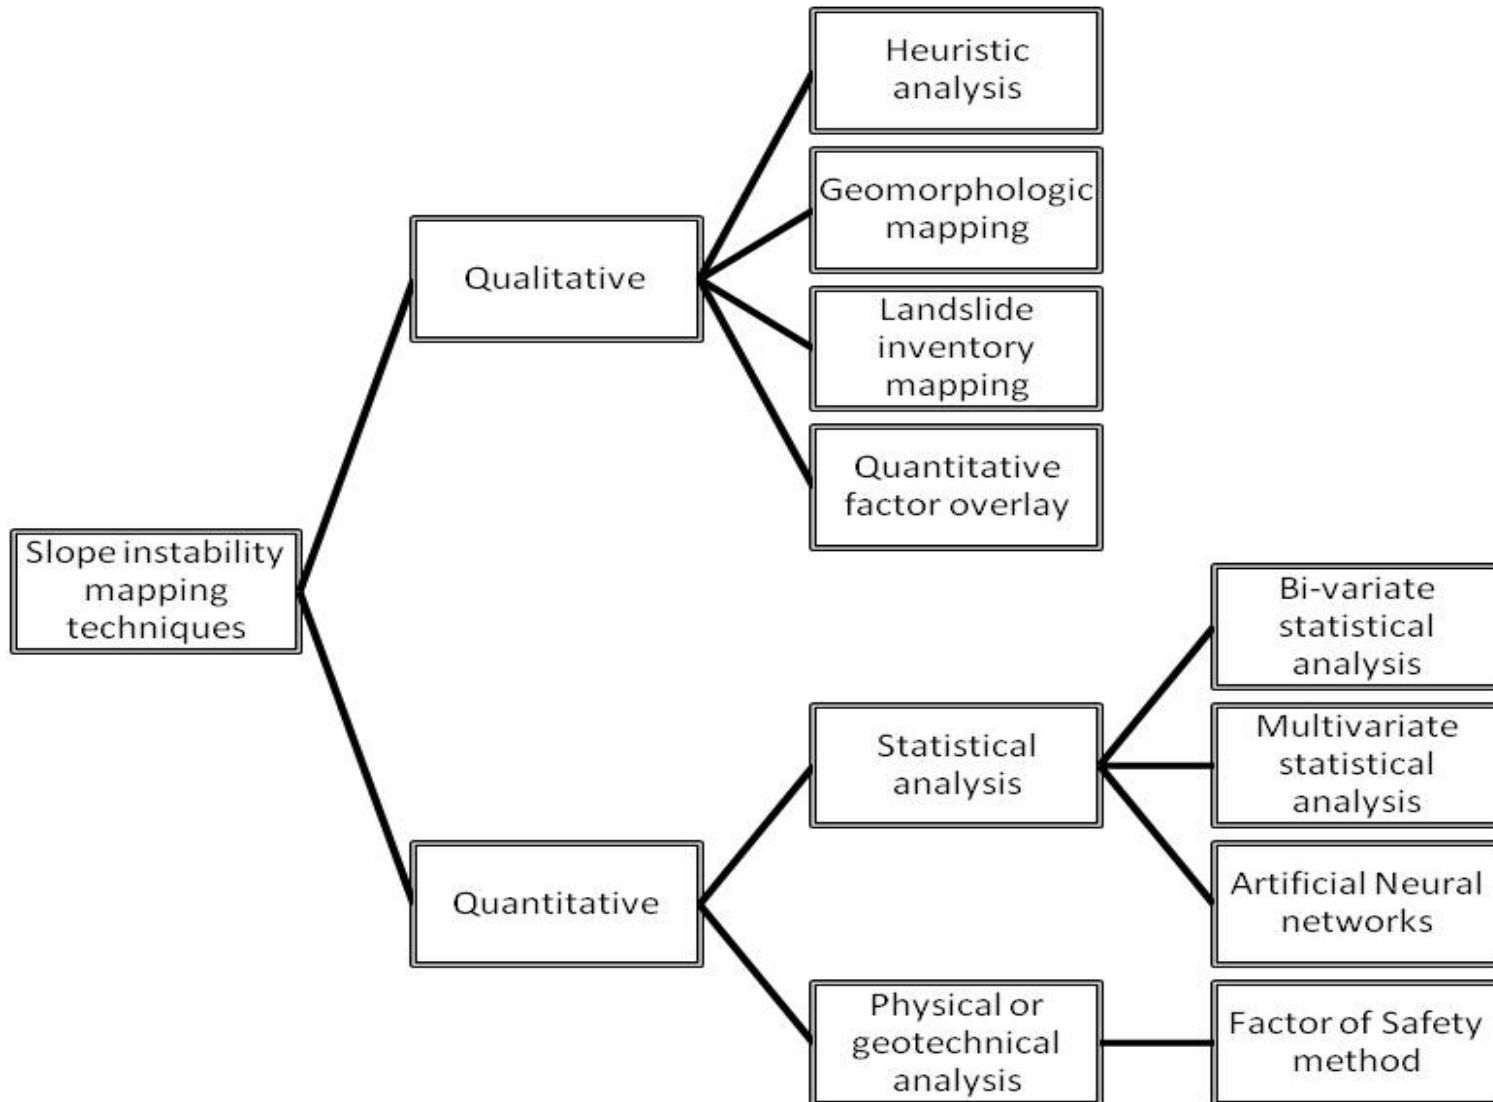 Heuristic
analysis
Geomorphologic
mapping
Qualitative
Landslide
inventory
mapping
Quantitative
factor overlay
Slope instability
mapping
techniques
Bi-variate
statistical
analysis
Statistical
analysis
Multivariate
statistical
analysis
Quantitative
Artificial Neural
networks
Physical or
geotechnical
analysis
Factor of Safety
method